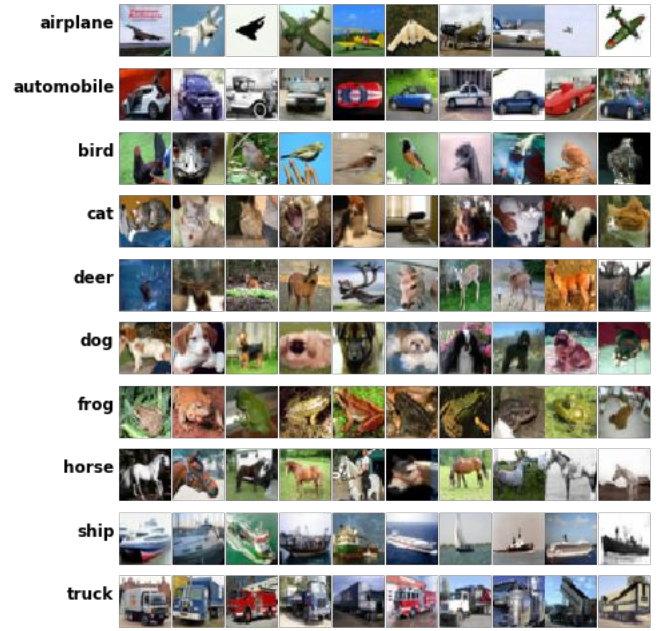 airplane
automobile
bird
cat
deer
dog
frog
horse
ship
truck